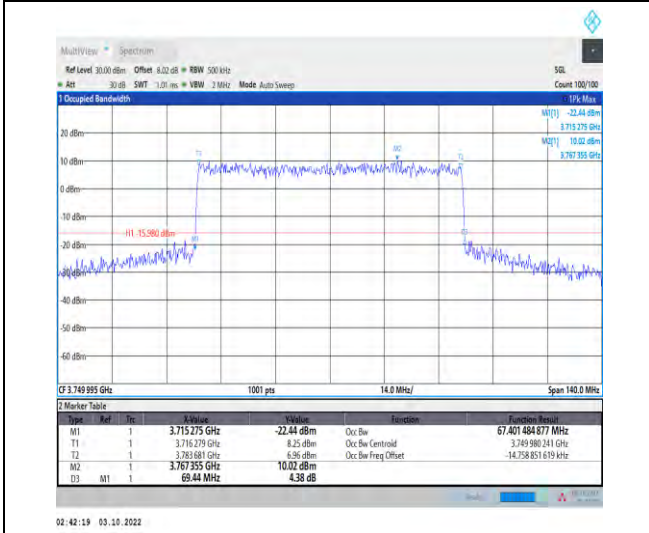 MultiView Spectrum
Ref Level 30.00 dBm Offset 8.02 dB RBW 500 kHz SGL
Att 30 dB SWT 1.01 ms VBW 2 MHz Mode Auto Sweep Count 100/100
1 Occupied Bandwidth 1Pk Max
M1[1] -22.44 dBm
3.715 275 GHz
M2[1] 10.02 dBm
3.767 355 GHz
20 dBm
M2
T1
T2
10 dBm
0 dBm
-10 dBm
H1 -15.980 dBm
M1
D3
-20 dBm
-30 dBm
-40 dBm
-50 dBm
-60 dBm
CF 3.749 995 GHz 1001 pts 14.0 MHz/ Span 140.0 MHz
2 Marker Table
Type Ref Trc X-Value Y-Value Function Function Result
M1 1 3.715 275 GHz -22.44 dBm Occ Bw 67.401 484 877 MHz
T1 1 3.716 279 GHz 8.25 dBm Occ Bw Centroid 3.749 980 241 GHz
T2 1 3.783 681 GHz 6.96 dBm Occ Bw Freq Offset -14.758 851 619 kHz
M2 1 3.767 355 GHz 10.02 dBm
D3 M1 1 69.44 MHz 4.38 dB
02:42:19 03.10.2022